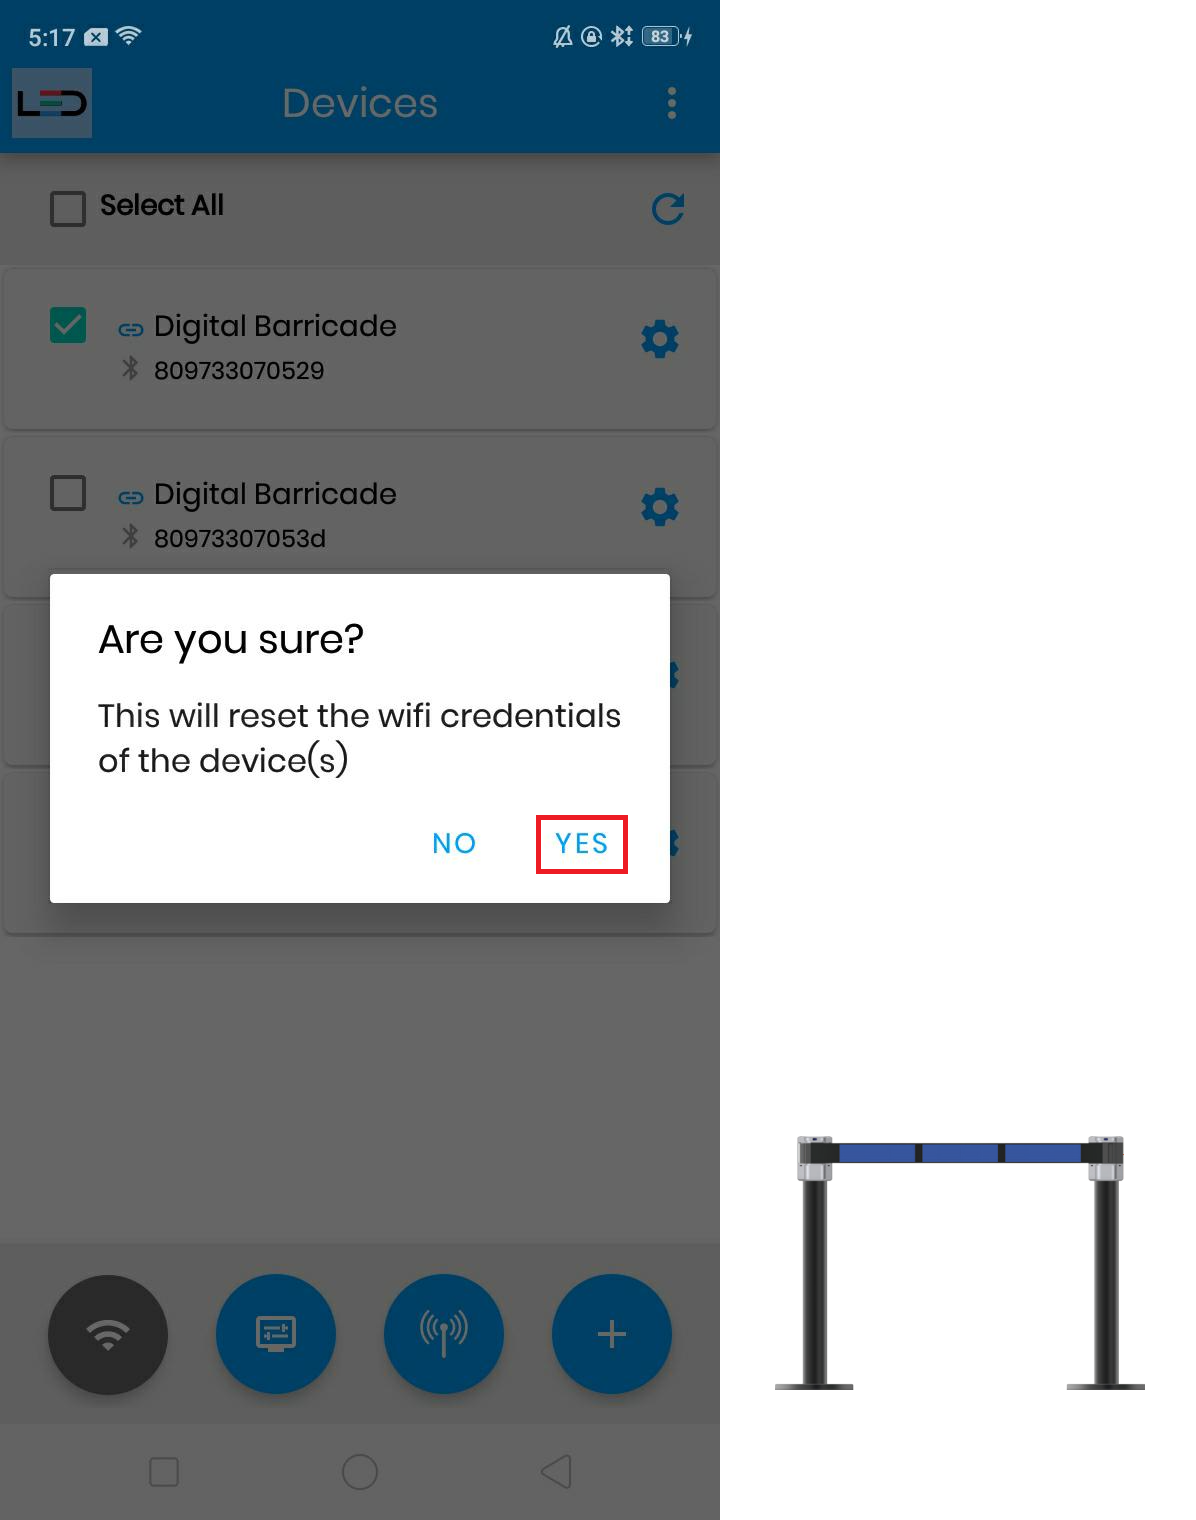 5:17
83
LED
Devices
Select All
Digital Barricade
809733070529
Digital Barricade
80973307053d
Are you sure?
This will reset the wifi credentials
of the device(s)
NO YES